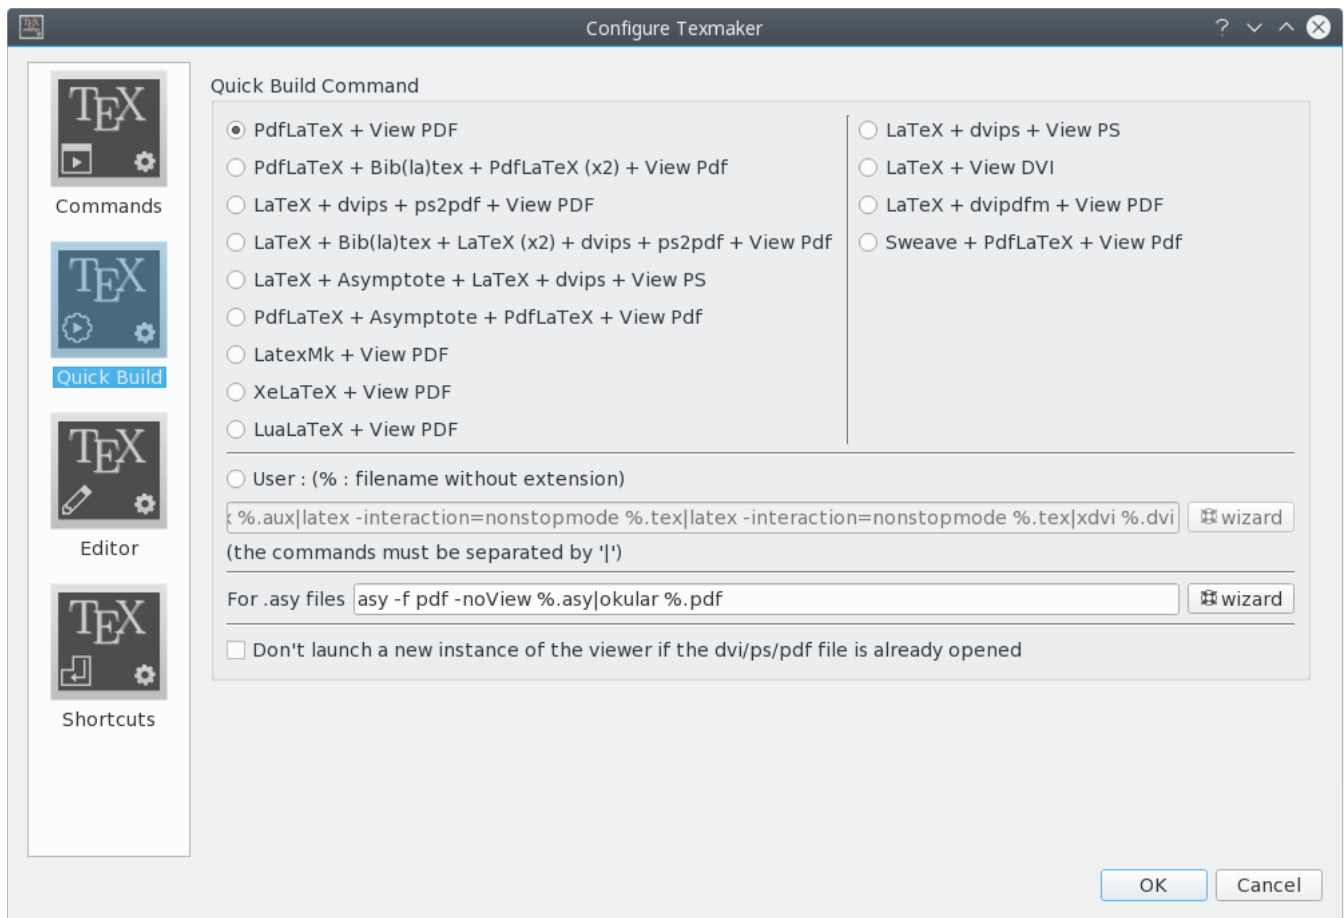 Configure Texmaker
TEX
Commands
TEX
Quick Build
TEX
Editor
TEX
Shortcuts
Quick Build Command
PdfLaTeX + View PDF
PdfLaTeX + Bib(la)tex + PdfLaTeX (x2) + View Pdf
LaTeX + dvips + ps2pdf + View PDF
LaTeX + Bib(la)tex + LaTeX (x2) + dvips + ps2pdf + View Pdf
LaTeX + Asymptote + LaTeX + dvips + View PS
PdfLaTeX + Asymptote + PdfLaTeX + View Pdf
LatexMk + View PDF
XeLaTeX + View PDF
LuaLaTeX + View PDF
LaTeX + dvips + View PS
LaTeX + View DVI
LaTeX + dvipdfm + View PDF
Sweave + PdfLaTeX + View Pdf
User : (% : filename without extension)
%.aux|latex -interaction=nonstopmode %.tex|latex -interaction=nonstopmode %.tex|xdvi %.dvi
wizard
(the commands must be separated by '|')
For .asy files
asy -f pdf -noView %.asy|okular %.pdf
wizard
Don't launch a new instance of the viewer if the dvi/ps/pdf file is already opened
OK
Cancel